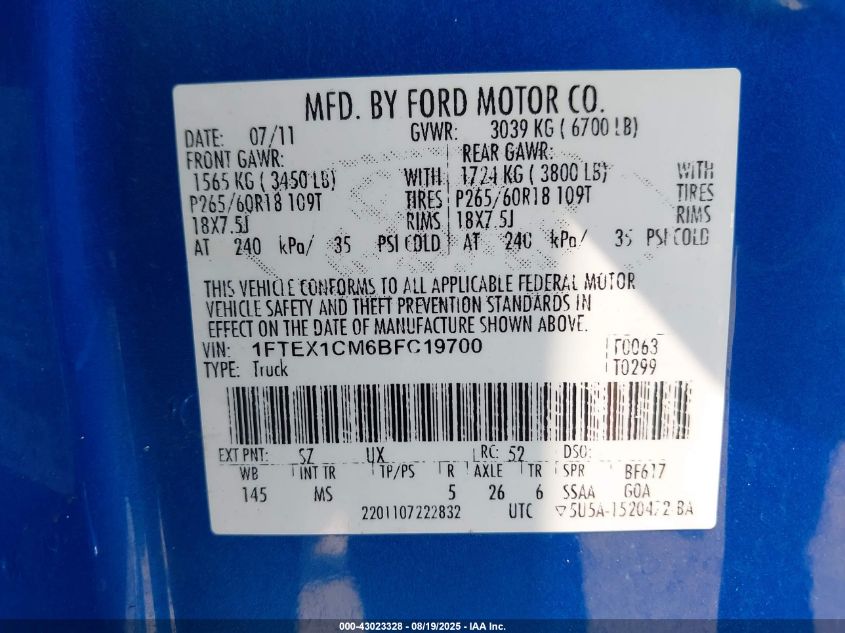 MFD. BY FORD MOTOR CO.
DATE: 07/11 GVWR: 3039 KG ( 6700 LB)
FRONT GAWR: REAR GAWR:
1565 KG ( 3450 LB) WITH 1724 KG ( 3800 LB) WITH
P265/60R18 109T TIRES P265/60R18 109T TIRES
18X7.5J RIMS 18X7.5J RIMS
AT 240 kPa/ 35 PSI COLD AT 240 kPa/ 35 PSI COLD
THIS VEHICLE CONFORMS TO ALL APPLICABLE FEDERAL MOTOR
VEHICLE SAFETY AND THEFT PREVENTION STANDARDS IN
EFFECT ON THE DATE OF MANUFACTURE SHOWN ABOVE.
VIN: 1FTEX1CM6BFC19700 F0063
TYPE: Truck T0299
EXT PNT: SZ UX RC: 52 DSO:
WB INT TR TP/PS R AXLE TR SPR BF617
145 MS 5 26 6 SSAA GOA
2201107222832 UTC ▽5U5A-1520472-BA
000-43023328 - 08/19/2025 - IAA Inc.